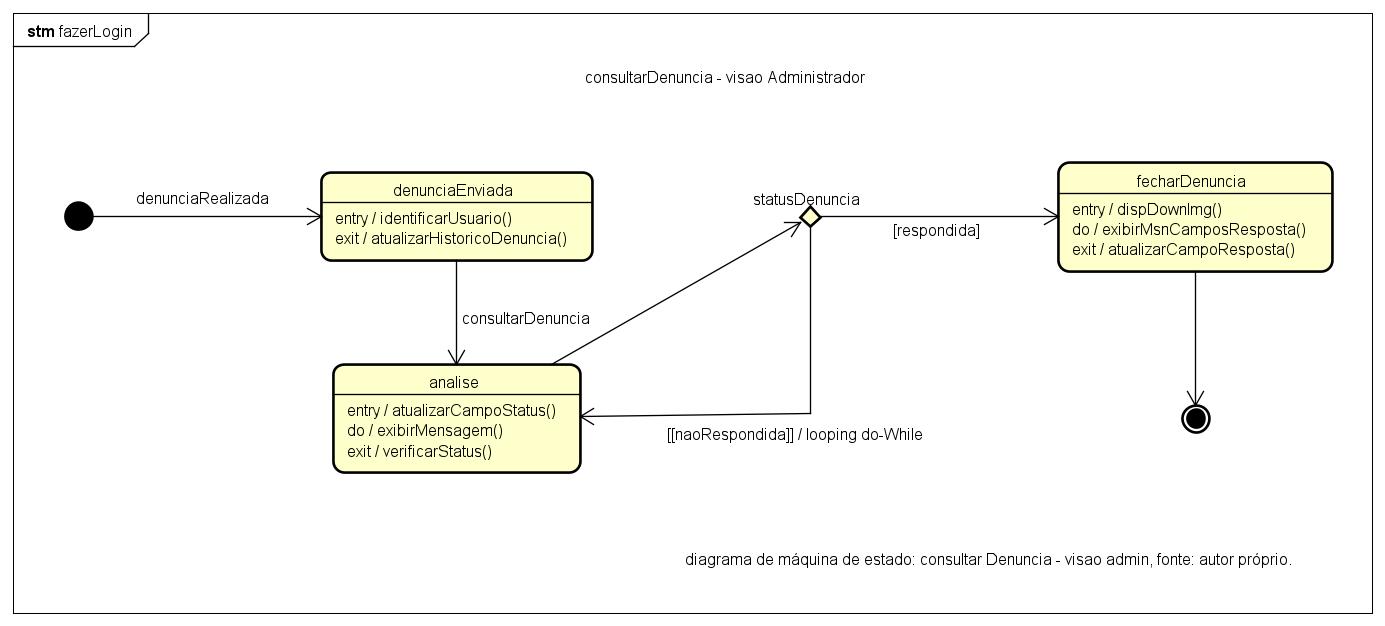 stm fazerLogin
consultarDenuncia - visao Administrador
denunciaRealizada
denunciaEnviada
entry / identificarUsuario()
exit / atualizarHistoricoDenuncia()
statusDenuncia
[respondida]
fecharDenuncia
entry / dispDownImg()
do / exibirMsnCamposResposta()
exit / atualizarCampoResposta()
consultarDenuncia
analise
entry / atualizarCampoStatus()
do / exibirMensagem()
exit / verificarStatus()
[[naoRespondida]] / looping do-While
diagrama de máquina de estado: consultar Denuncia - visao admin, fonte: autor próprio.